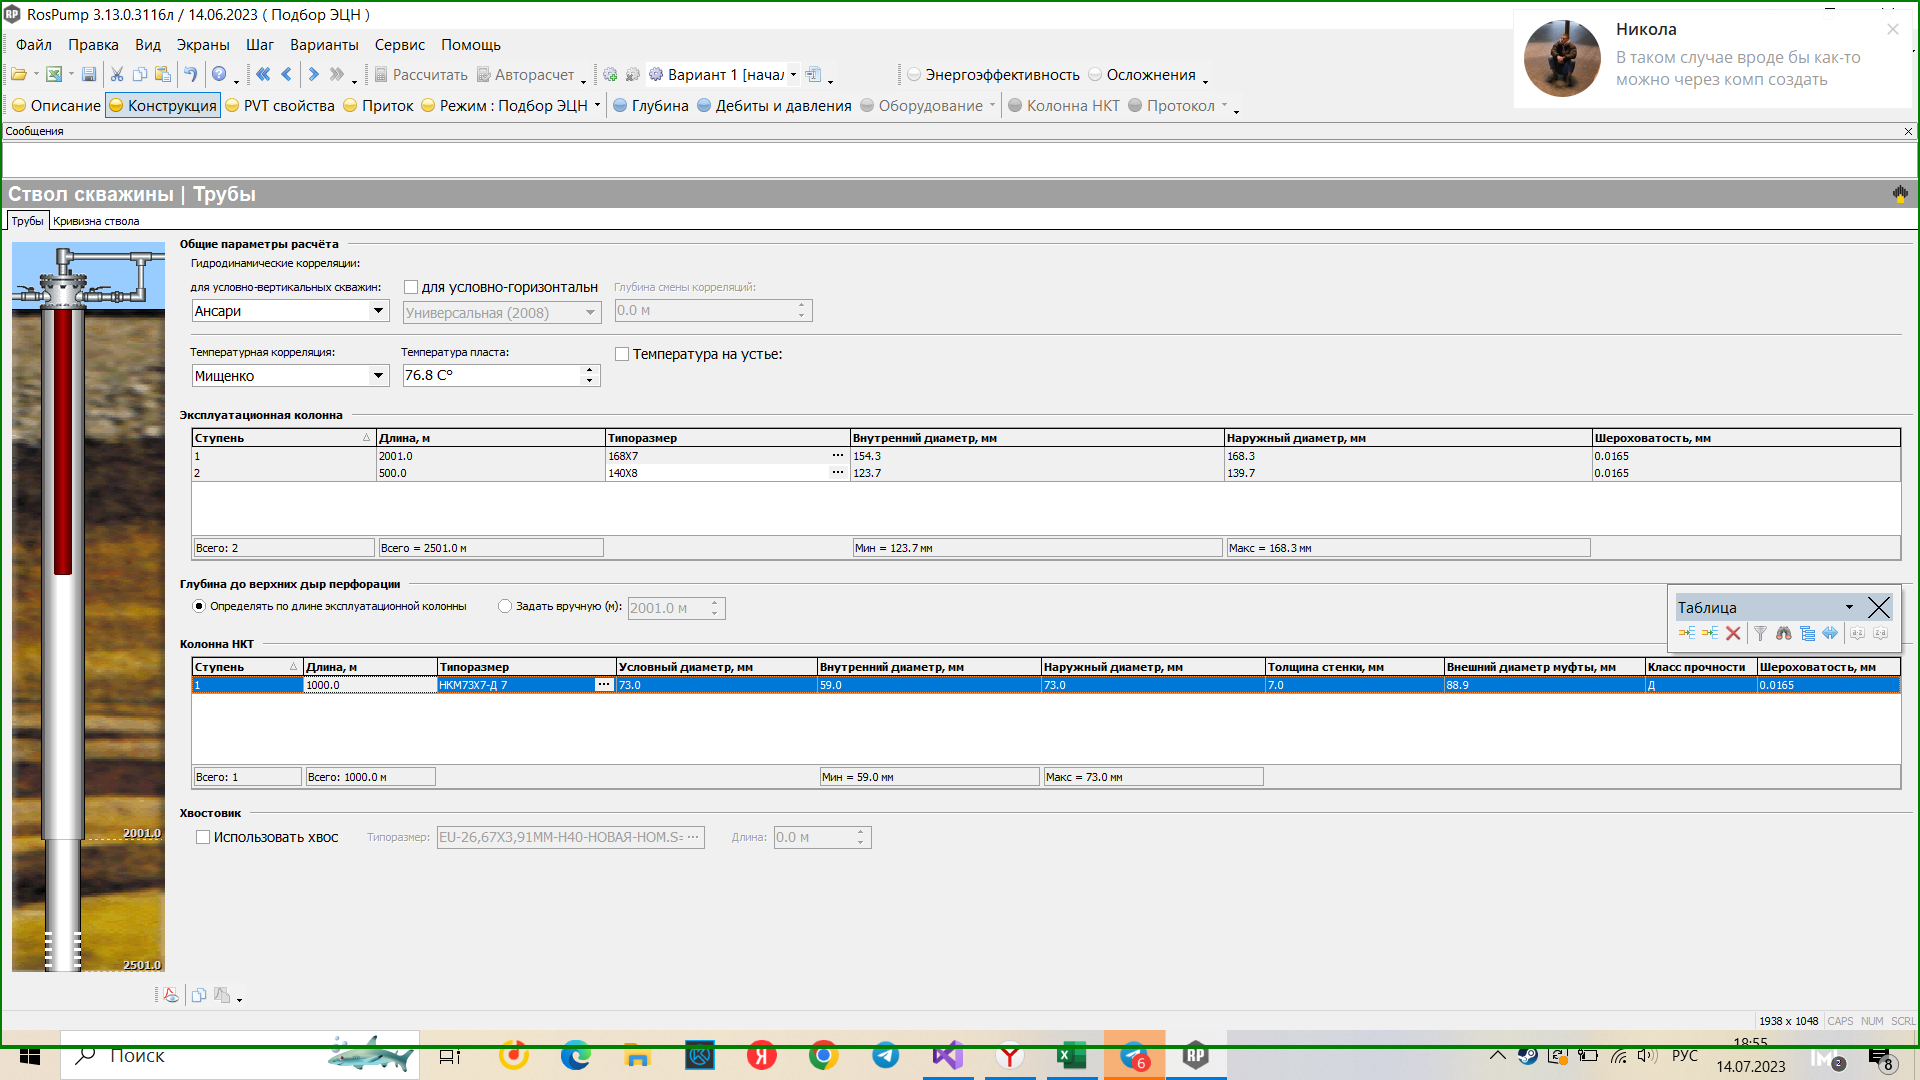 RosPump 3.13.0.3116л / 14.06.2023 ( Подбор ЭЦН )
Никола
В таком случае вроде бы как-то
можно через комп создать
Файл Правка Вид Экраны Шаг Варианты Сервис Помощь
Рассчитать Авторасчет Вариант 1 [начал Энергоэффективность Осложнения
Описание Конструкция PVT свойства Приток Режим : Подбор ЭЦН Глубина Дебиты и давления Оборудование Колонна НКТ Протокол
Сообщения
Ствол скважины | Трубы
Трубы Кривизна ствола
Общие параметры расчёта
Гидродинамические корреляции:
для условно-вертикальных скважин: для условно-горизонтальн Глубина смены корреляций:
Ансари Универсальная (2008) 0.0 м
Температурная корреляция: Температура пласта: Температура на устье:
Мищенко 76.8 C°
Эксплуатационная колонна
Ступень Длина, м Типоразмер Внутренний диаметр, мм Наружный диаметр, мм Шероховатость, мм
1 2001.0 168X7 ... 154.3 168.3 0.0165
2 500.0 140X8 ... 123.7 139.7 0.0165
Всего: 2 Всего = 2501.0 м Мин = 123.7 мм Макс = 168.3 мм
Глубина до верхних дыр перфорации
Определять по длине эксплуатационной колонны Задать вручную (м): 2001.0 м
Таблица
Колонна НКТ
Ступень Длина, м Типоразмер Условный диаметр, мм Внутренний диаметр, мм Наружный диаметр, мм Толщина стенки, мм Внешний диаметр муфты, мм Класс прочности Шероховатость, мм
1 1000.0 НКМ73Х7-Д 7 ... 73.0 59.0 73.0 7.0 88.9 Д 0.0165
Всего: 1 Всего: 1000.0 м Мин = 59.0 мм Макс = 73.0 мм
Хвостовик
Использовать хвос Типоразмер: EU-26,67X3,91MM-H40-НОВАЯ-НОМ.S= ... Длина: 0.0 м
2001.0
2501.0
1938 x 1048 CAPS NUM SCRL
Поиск
6
РУС
18:55
14.07.2023
2
8